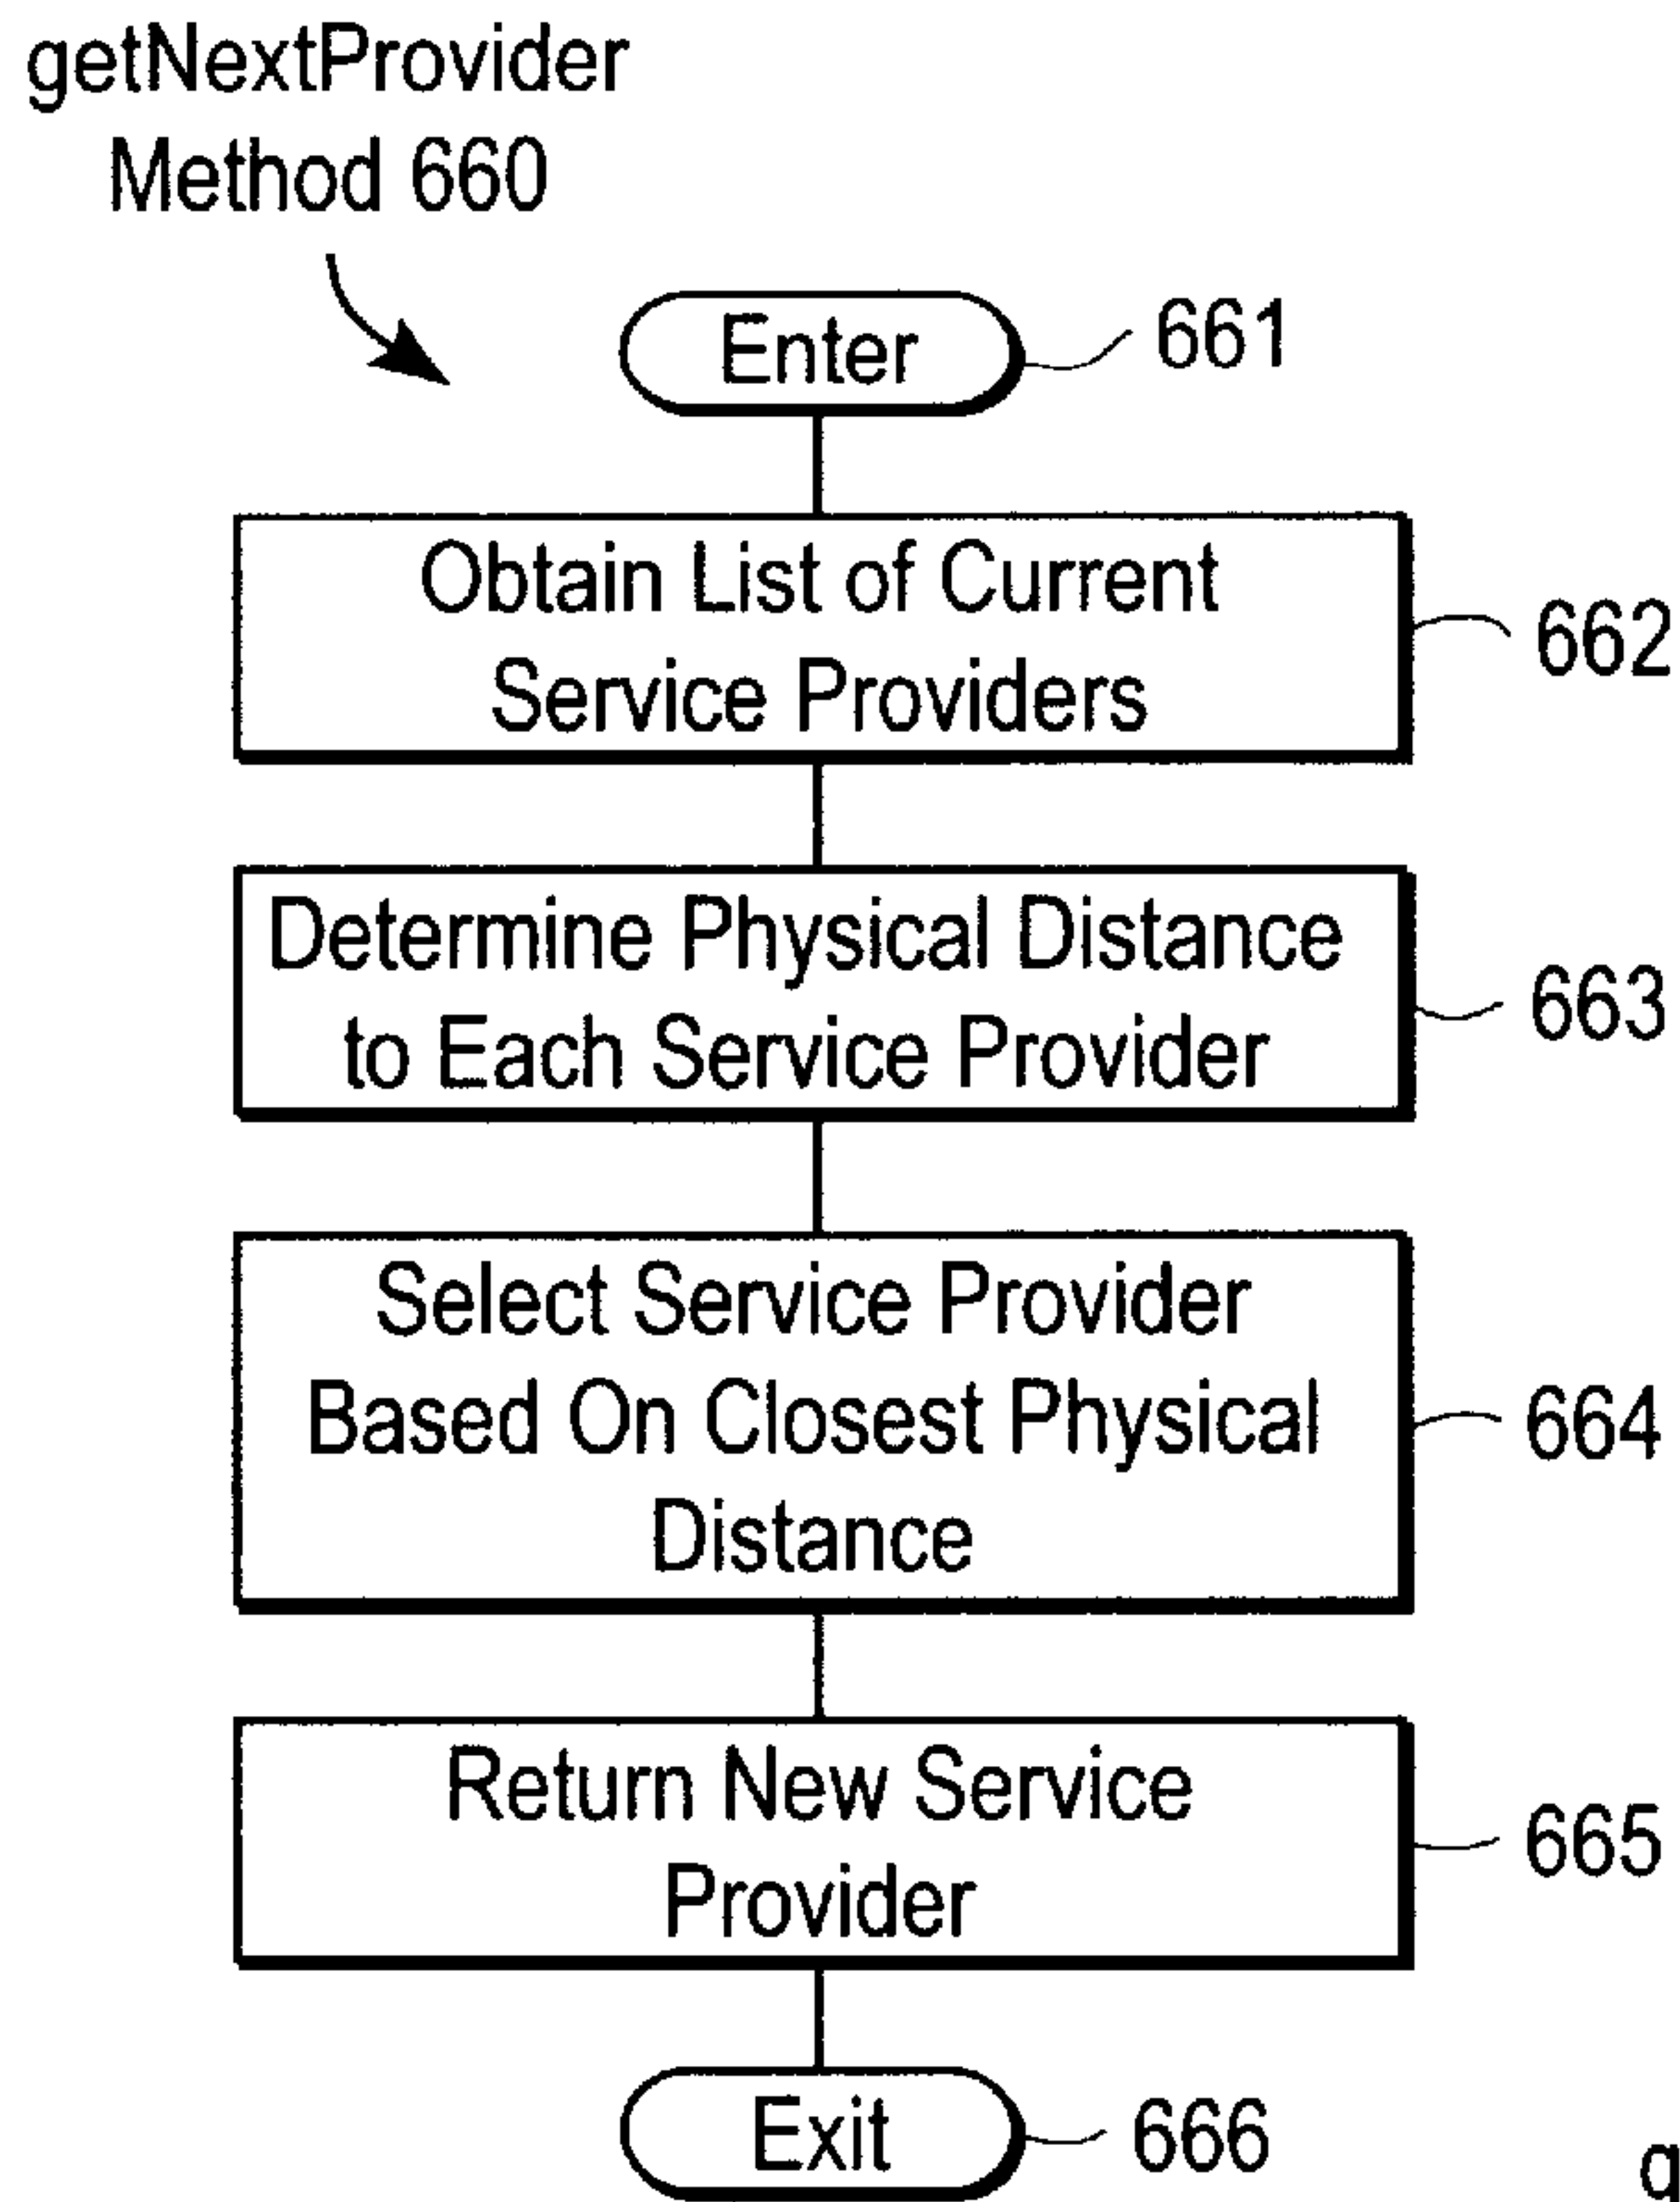 getNextProvider
Method 660
Enter
661
Obtain List of Current
Service Providers
662
Determine Physical Distance
to Each Service Provider
663
Select Service Provider
Based On Closest Physical
Distance
664
Return New Service
Provider
665
Exit
666